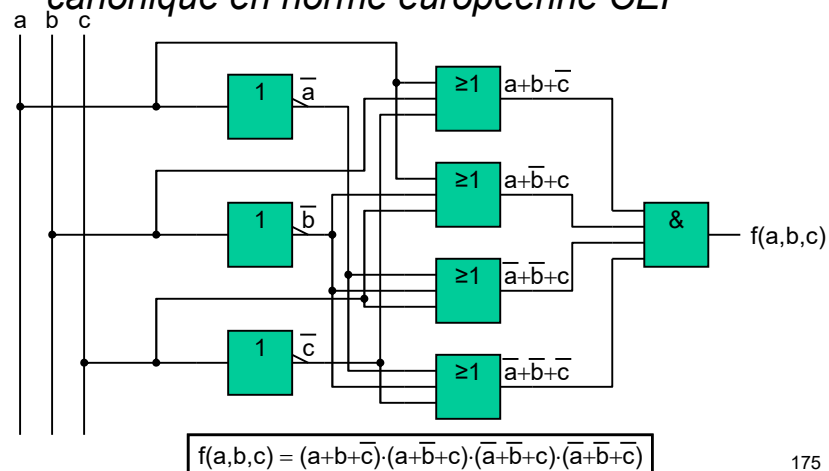 canonique en norme européenne CEI
a b c
1
a̅
≥1
a+b+c̅
1
b̅
≥1
a+b̅+c
&
f(a,b,c)
≥1
a̅+b̅+c
1
c̅
≥1
a̅+b̅+c̅
f(a,b,c) = (a+b+c̅)·(a+b̅+c)·(a̅+b̅+c)·(a̅+b̅+c̅)
175